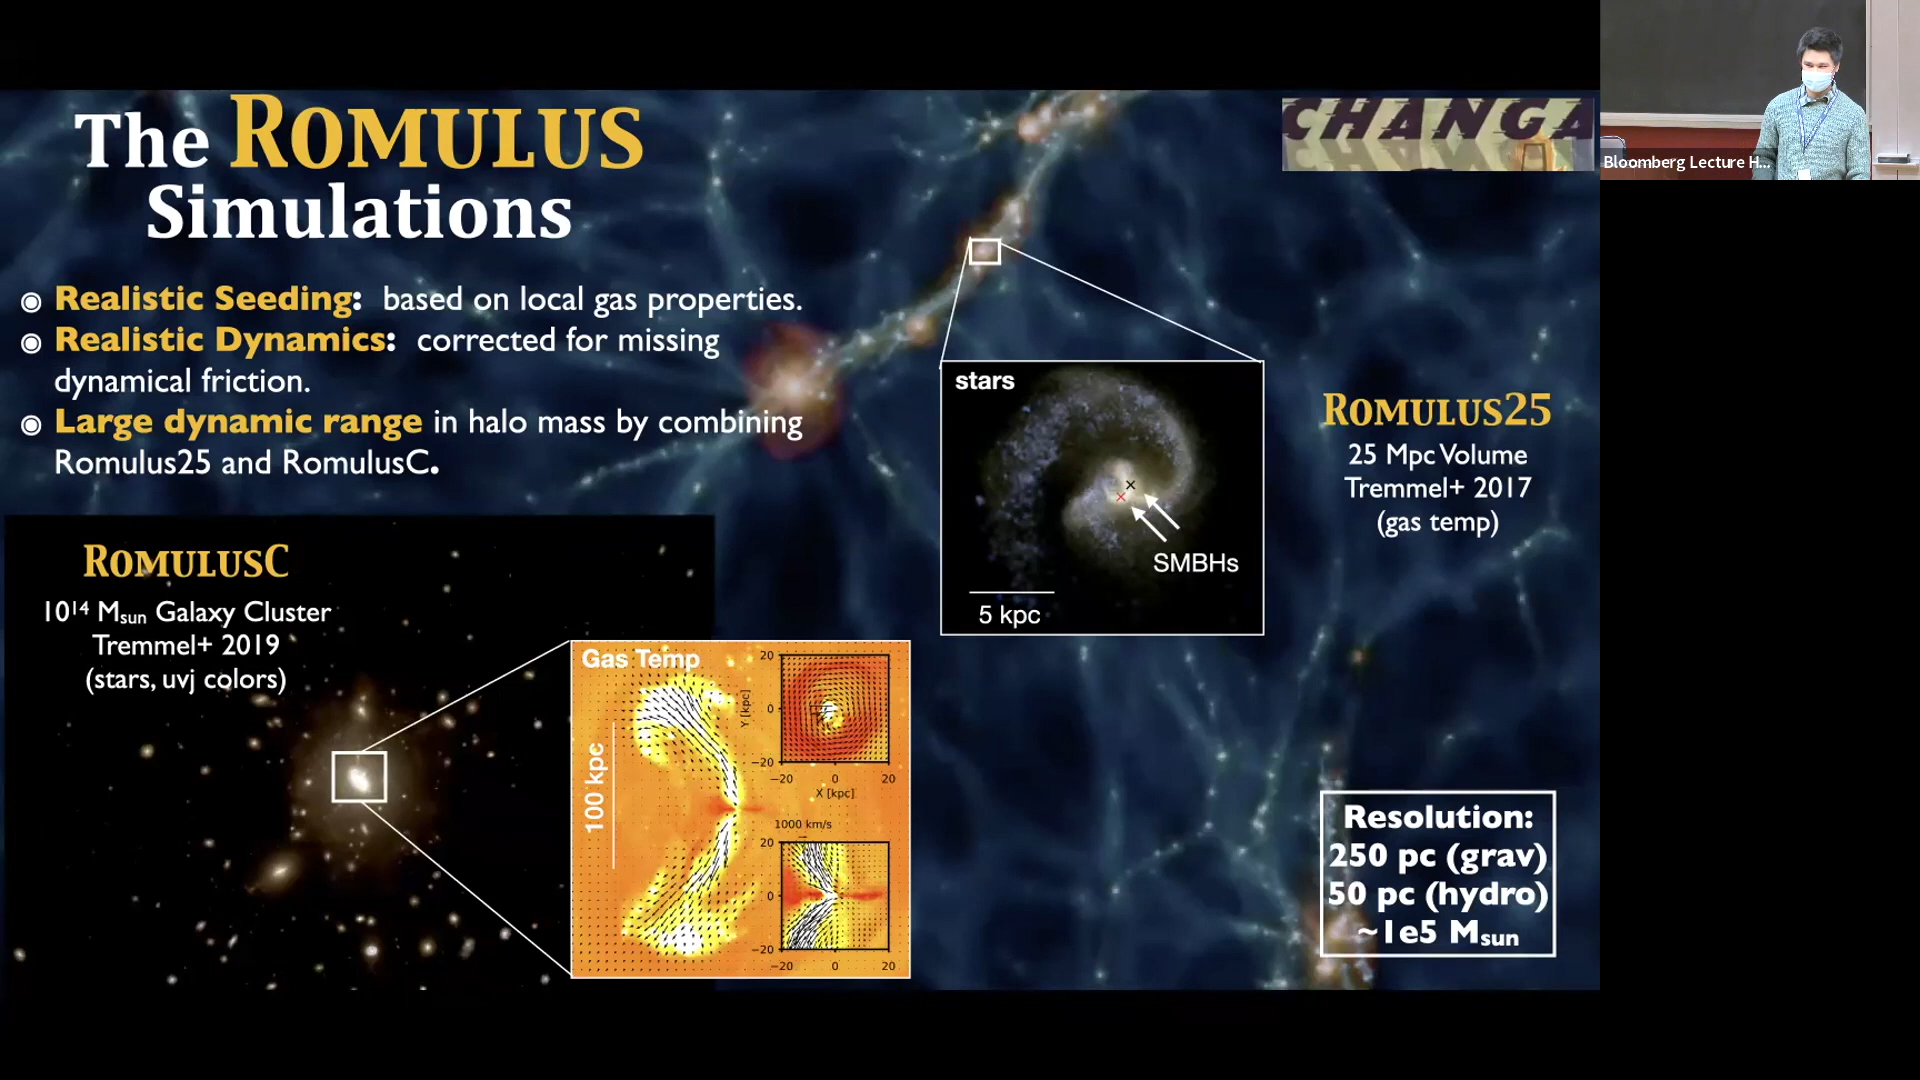 The ROMULUS
Simulations
CHANGA
Bloomberg Lecture H...
◉ Realistic Seeding: based on local gas properties.
◉ Realistic Dynamics: corrected for missing
dynamical friction.
◉ Large dynamic range in halo mass by combining
Romulus25 and RomulusC.
stars
SMBHs
5 kpc
ROMULUS25
25 Mpc Volume
Tremmel+ 2017
(gas temp)
ROMULUSC
10¹⁴ Msun Galaxy Cluster
Tremmel+ 2019
(stars, uvj colors)
Gas Temp
100 kpc
20
0
−20
Y [kpc]
−20 0 20
X [kpc]
1000 km/s
20
0
−20
−20 0 20
Resolution:
250 pc (grav)
50 pc (hydro)
~1e5 Msun